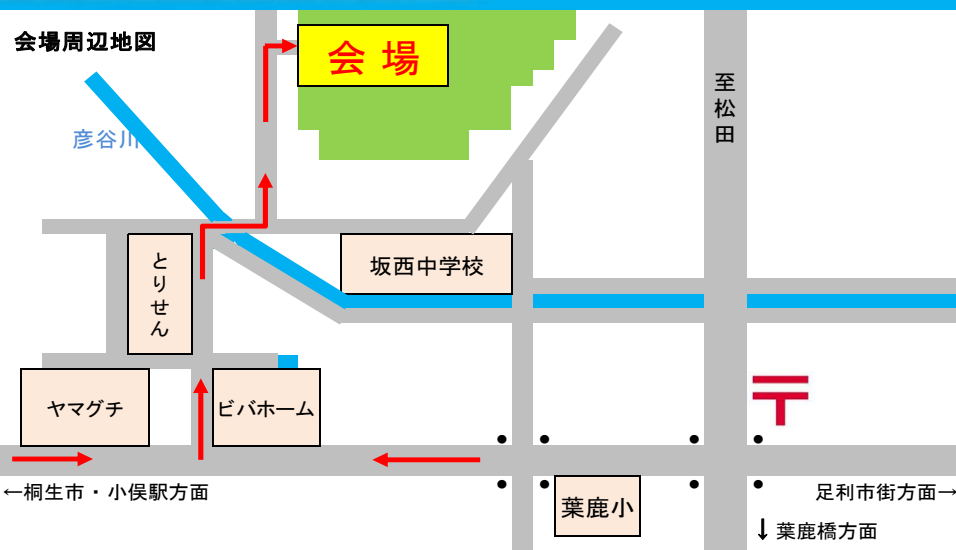 会場周辺地図
会場
至松田
彦谷川
とりせん
坂西中学校
ヤマグチ
ビバホーム
〒
←桐生市・小俣駅方面
葉鹿小
足利市街方面→
↓葉鹿橋方面